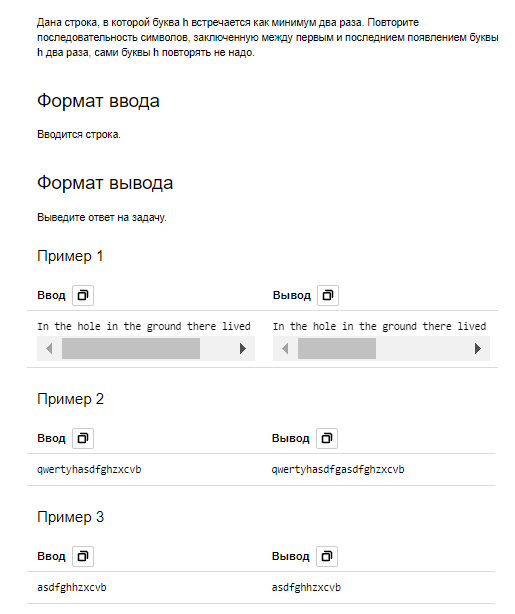 Дана строка, в которой буква h встречается как минимум два раза. Повторите
последовательность символов, заключенную между первым и последнием появлением буквы
h два раза, сами буквы h повторять не надо.
Формат ввода
Вводится строка.
Формат вывода
Выведите ответ на задачу.
Пример 1
Ввод Вывод
In the hole in the ground there lived In the hole in the ground there lived
Пример 2
Ввод Вывод
qwertyhasdfghzxcvb qwertyhasdfgasdfghzxcvb
Пример 3
Ввод Вывод
asdfghhzxcvb asdfghhzxcvb